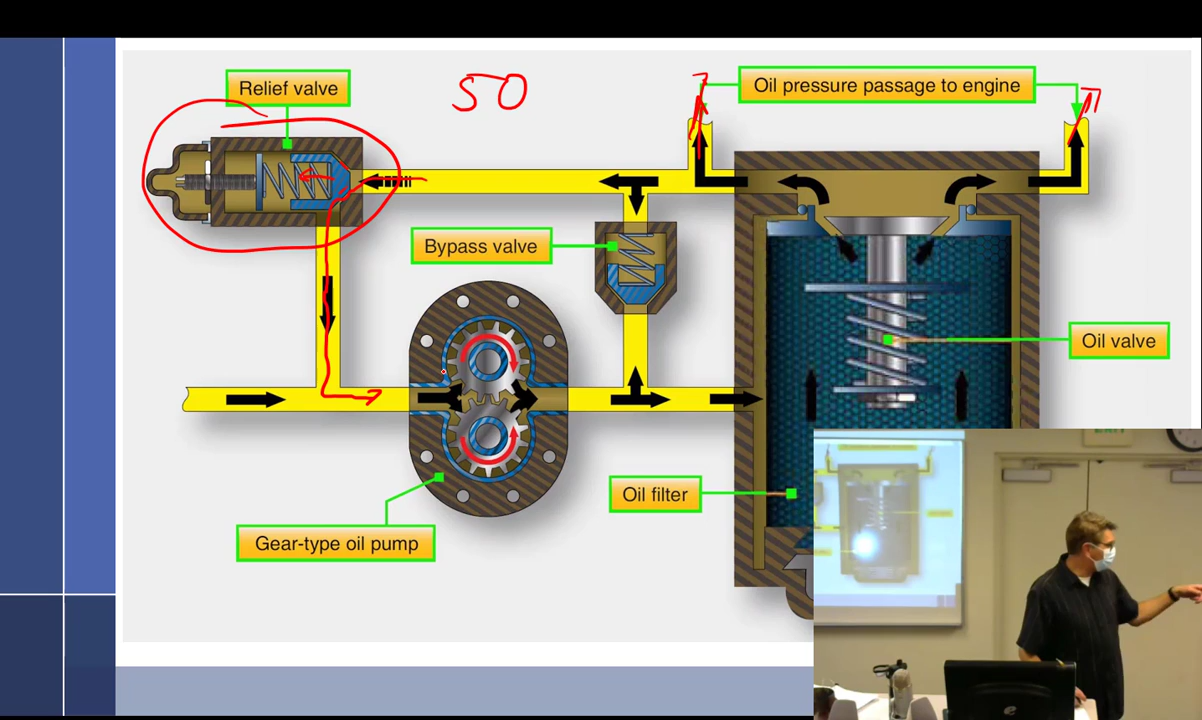 Relief valve
50
Oil pressure passage to engine
Bypass valve
Oil valve
Oil filter
Gear-type oil pump